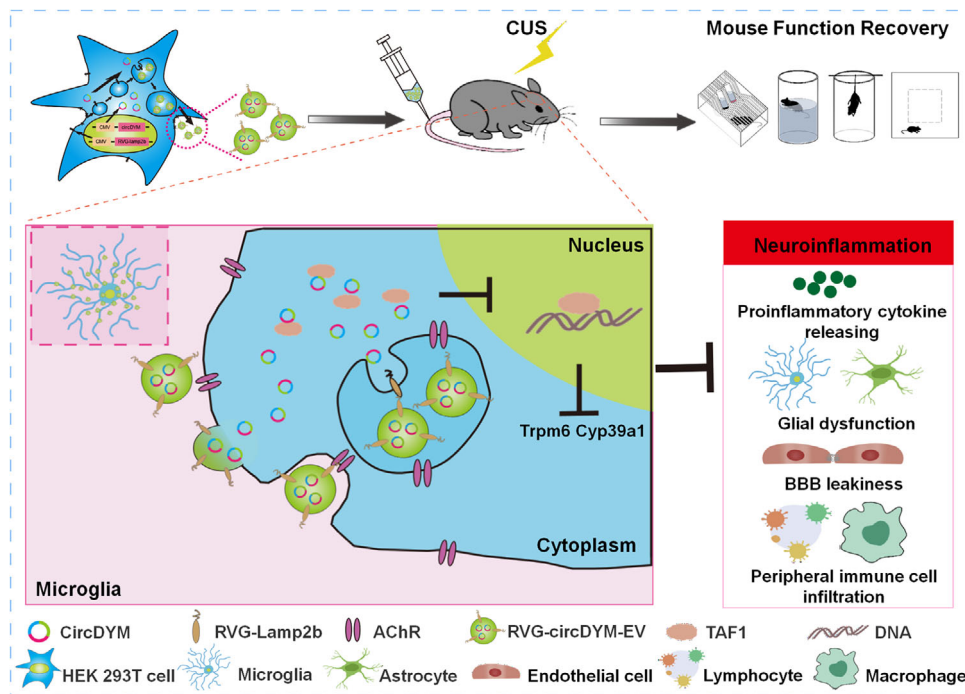 CUS
Mouse Function Recovery
CMV circDYM
CMV RVG-lamp2b
Nucleus
Neuroinflammation
Proinflammatory cytokine
releasing
Trpm6 Cyp39a1
Glial dysfunction
BBB leakiness
Cytoplasm
Microglia
Peripheral immune cell
infiltration
CircDYM RVG-Lamp2b AChR RVG-circDYM-EV TAF1 DNA
HEK 293T cell Microglia Astrocyte Endothelial cell Lymphocyte Macrophage